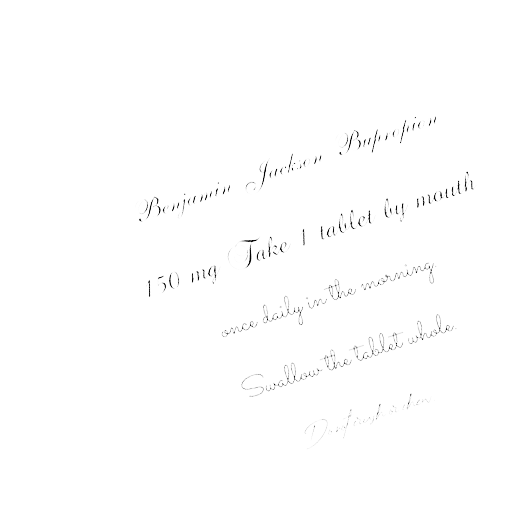 Benjamin Jackson Bupropion
150 mg Take 1 tablet by mouth
once daily in the morning
Swallow the tablet whole.